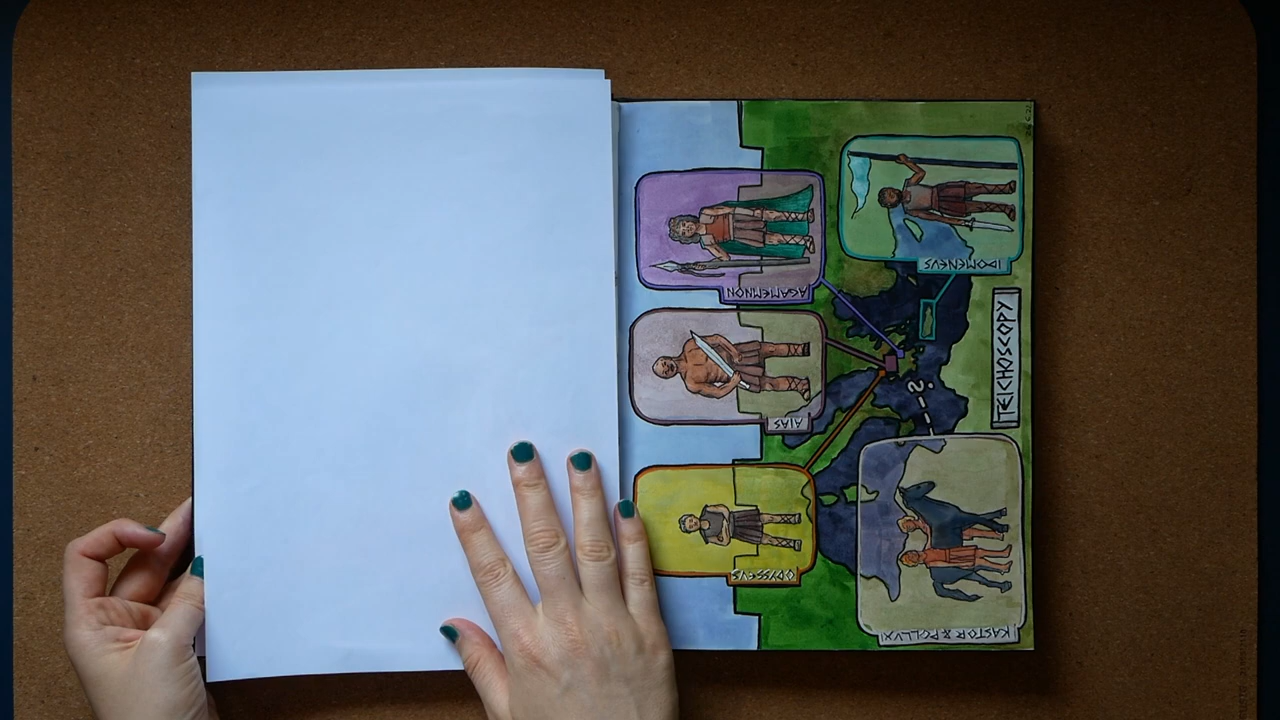 TEICHOSCOPY
IDOMENEVS
AGAMEMNON
AIAS
?
ODYSSEVS
KASTOR & POLLVX